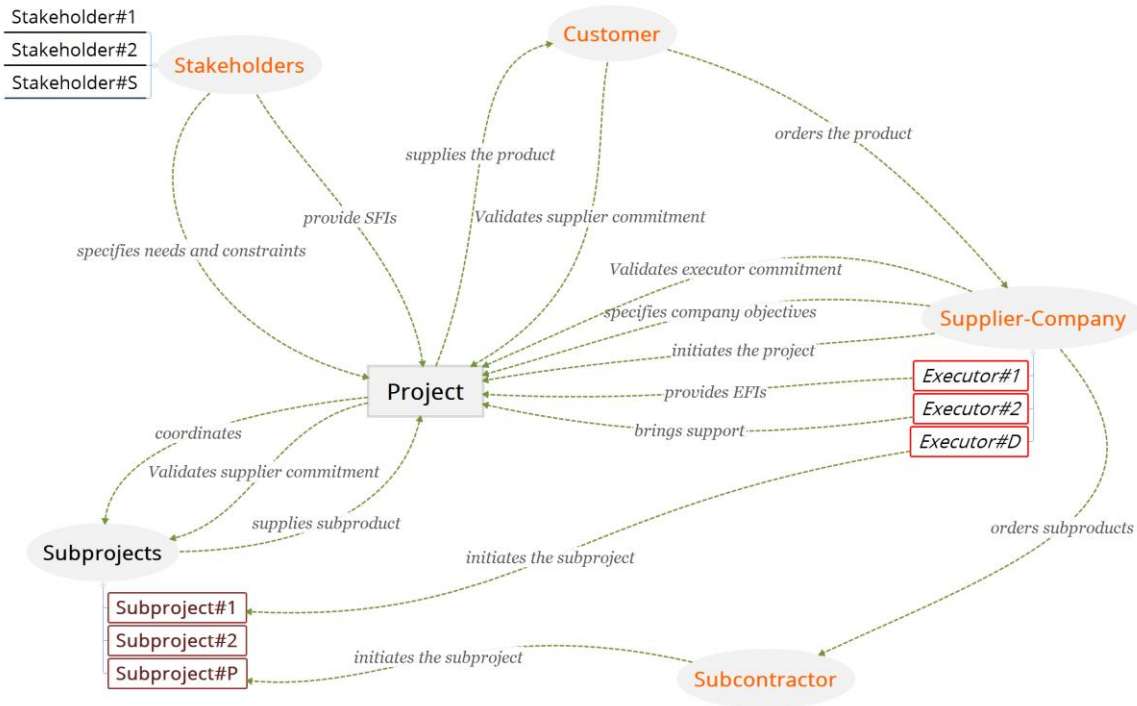 Stakeholder#1
Stakeholder#2
Stakeholder#S
Stakeholders
Customer
orders the product
supplies the product
provide SFIs
Validates supplier commitment
specifies needs and constraints
Validates executor commitment
specifies company objectives
Supplier-Company
initiates the project
Executor#1
Project
provides EFIs
Executor#2
brings support
Executor#D
coordinates
Validates supplier commitment
supplies subproduct
orders subproducts
Subprojects
initiates the subproject
Subproject#1
Subproject#2
initiates the subproject
Subproject#P
Subcontractor